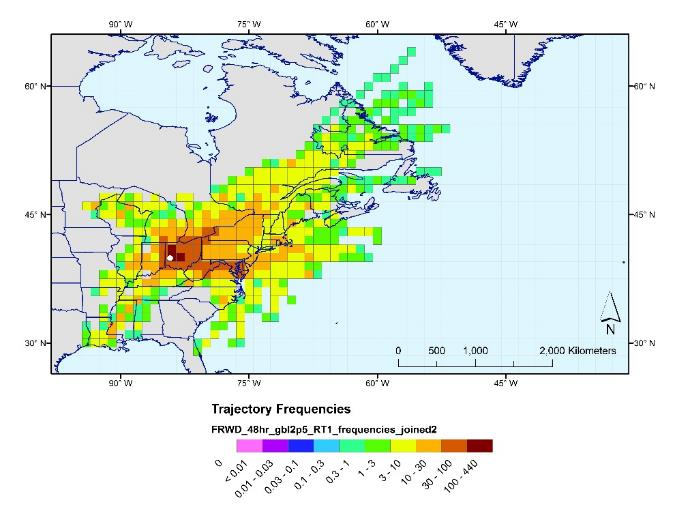 90° W 75° W 60° W 45° W
60° N 60° N
45° N 45° N
30° N 30° N
N
0 500 1,000 2,000 Kilometers
90° W 75° W 60° W 45° W
Trajectory Frequencies
FRWD_48hr_gbl2p5_RT1_frequencies_joined2
0
< 0.01
0.01 - 0.03
0.03 - 0.1
0.1 - 0.3
0.3 - 1
1 - 3
3 - 10
10 - 30
30 - 100
100 - 440